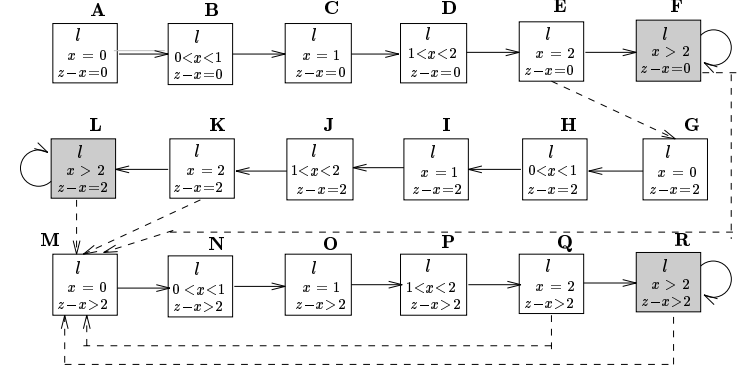 A B C D E F
l l l l l l
x = 0 0<x<1 x = 1 1<x<2 x = 2 x > 2
z−x=0 z−x=0 z−x=0 z−x=0 z−x=0 z−x=0
L K J I H G
l l l l l l
x > 2 x = 2 1<x<2 x = 1 0<x<1 x = 0
z−x=2 z−x=2 z−x=2 z−x=2 z−x=2 z−x=2
M N O P Q R
l l l l l l
x = 0 0 <x<1 x = 1 1<x<2 x = 2 x > 2
z−x>2 z−x>2 z−x>2 z−x>2 z−x>2 z−x>2